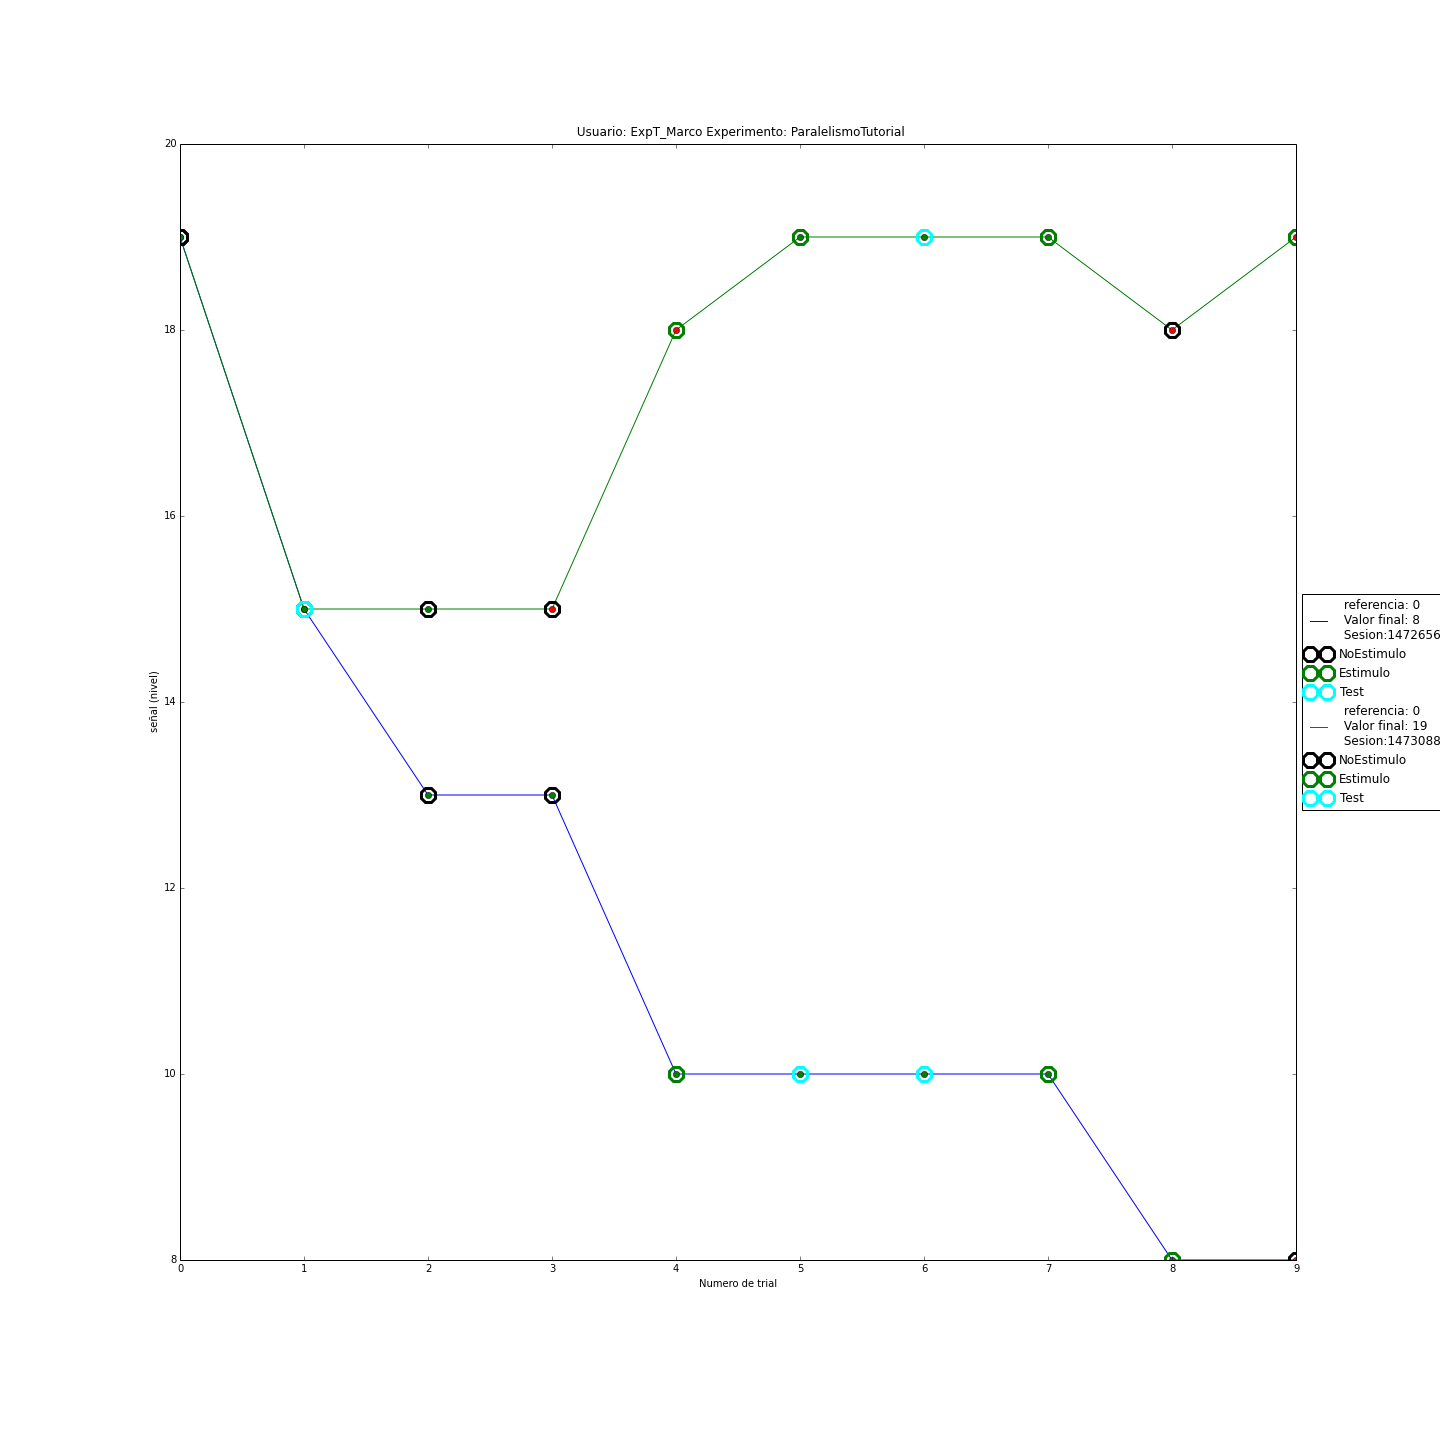 Usuario: ExpT_Marco Experimento: ParalelismoTutorial
20
18
16
14
12
10
8
señal (nivel)
0 1 2 3 4 5 6 7 8 9
Numero de trial
referencia: 0
Valor final: 8
Sesion:1472656
NoEstimulo
Estimulo
Test
referencia: 0
Valor final: 19
Sesion:1473088
NoEstimulo
Estimulo
Test